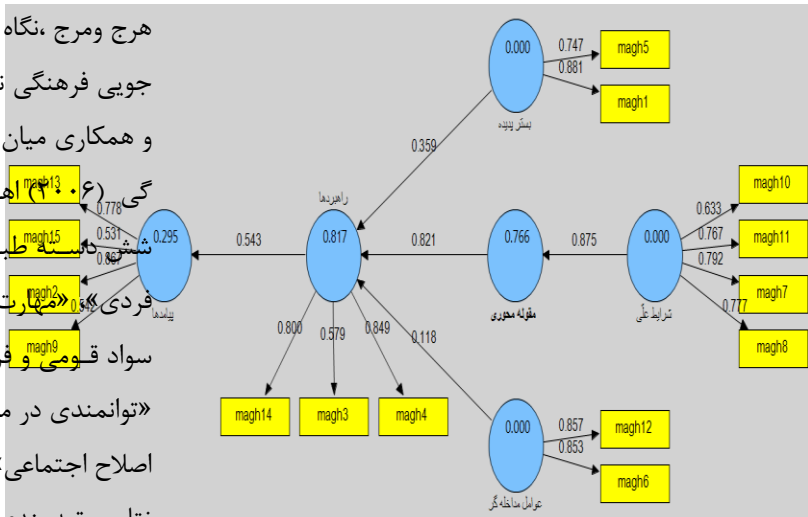 هرج ومرج ،نگاه
جویی فرهنگی
و همکاری میان
گی (۲۰۰۶)
شش دسته
فردی»، «مهارت
سواد قومی و
«توانمندی در
اصلاح اجتماعی»
0.000
0.747
magh5
0.881
magh1
بستر پدیده
0.359
راهبردها
magh13
0.778
magh15
0.531
magh2
0.867
magh9
0.295
پیامدها
0.543
0.817
0.821
0.766
مقوله محوری
0.875
0.000
شرایط علّی
0.633
magh10
0.767
magh11
0.792
magh7
0.777
magh8
0.800
0.579
0.849
0.118
magh14
magh3
magh4
0.000
0.857
magh12
0.853
magh6
عوامل مداخله گر